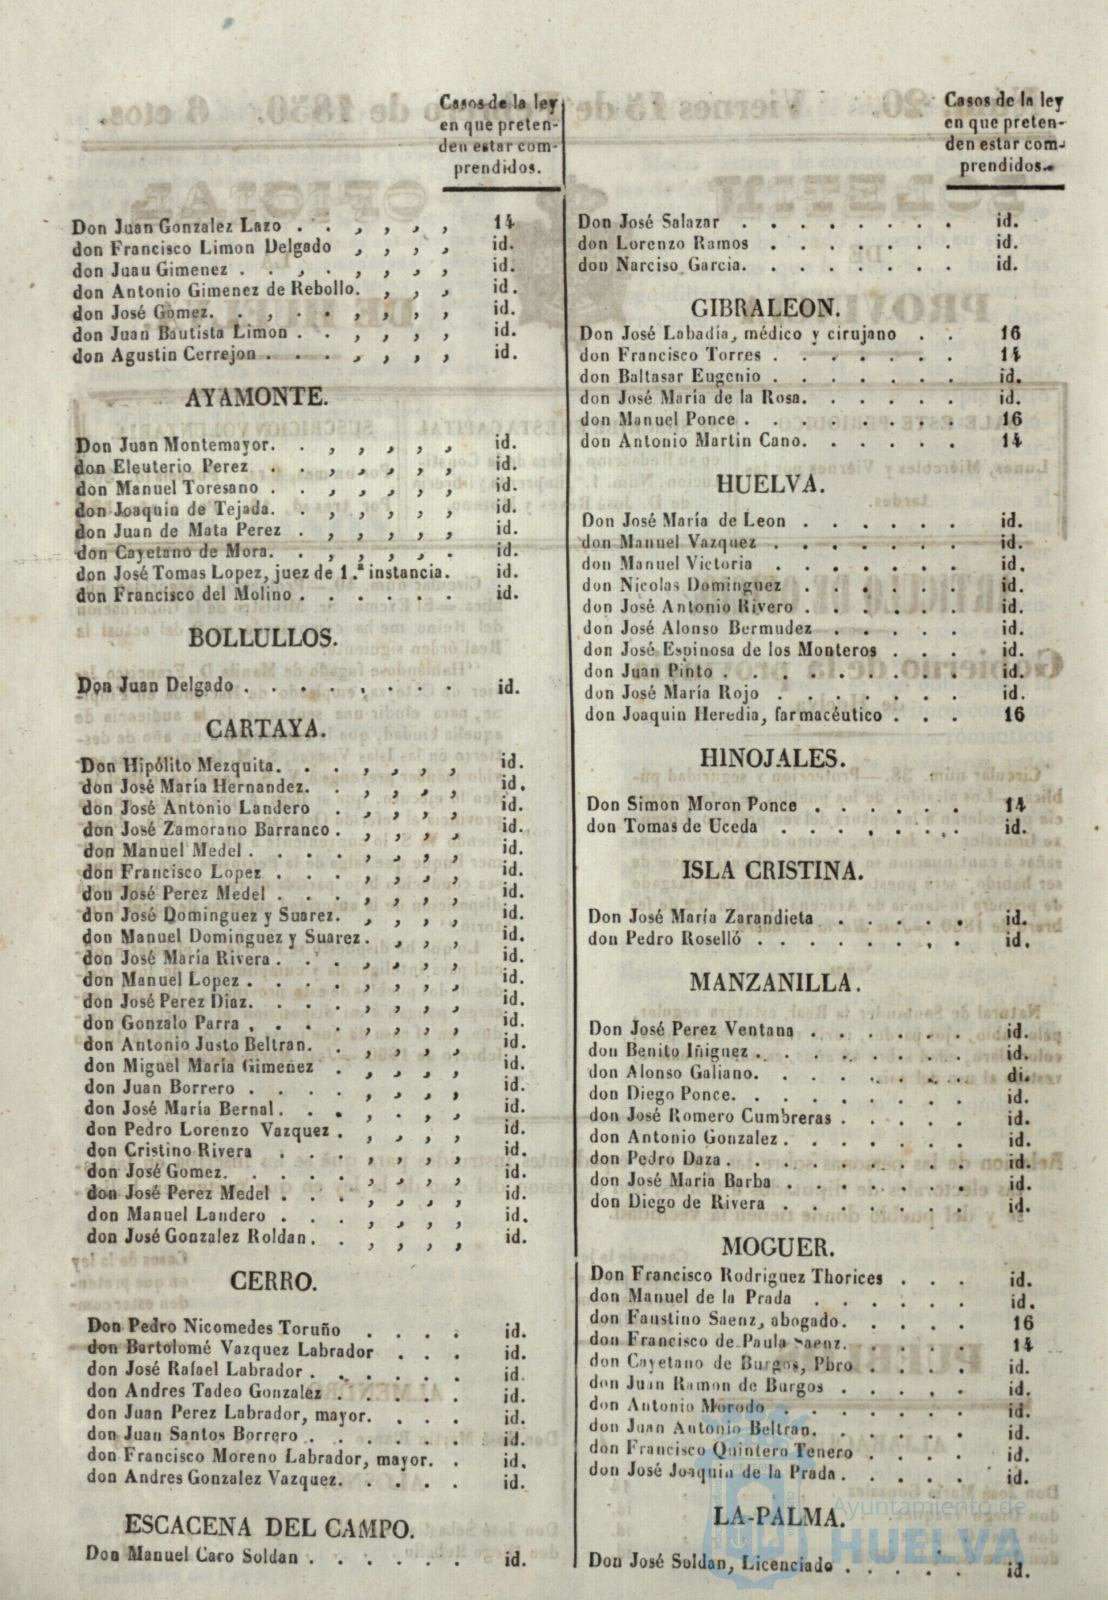 Casos de la ley
en que preten-
den estar com-
prendidos.
Don Juan Gonzalez Lazo . . , , , , 14
don Francisco Limon Delgado , , , , id.
don Juau Gimenez . . , . , , , , id.
don Antonio Gimenez de Rebollo. , , , id.
don José Gomez. . , , , , , , id.
don Juan Bautista Limon . . , , , , id.
don Agustin Cerrejon . . . , , , , id.
AYAMONTE.
Don Juan Montemayor. . , , , , , id.
don Eleuterio Perez . . , , , , , id.
don Manuel Toresano . . , , , , , id.
don Joaquin de Tejada. . , , , , , id.
don Juan de Mata Perez . , , , , , id.
don Cayetano de Mora. . , , , , . id.
don José Tomas Lopez, juez de 1.ª instancia. id.
don Francisco del Molino . . . . . . id.
BOLLULLOS.
Don Juan Delgado . . . . , . . . id.
CARTAYA.
Don Hipólito Mezquita. . . , , , , id.
don José María Hernandez. . , , , , id.
don José Antonio Landero . , , , , id.
don José Zamorano Barranco . , , , , id.
don Manuel Medel . . . . , , , , id.
don Francisco Lopez . . . , , , , id.
don José Perez Medel . . . , , , , id.
don José Dominguez y Suarez. , , , , id.
don Manuel Dominguez y Suarez . , , , id.
don José María Rivera . . . , , , , id.
don Manuel Lopez . . . . , , , , id.
don José Perez Diaz. . . . , , , , id.
don Gonzalo Parra , . . . , , , , id.
don Antonio Justo Beltran. . , , , , id.
don Miguel María Gimenez . , , , , id.
don Juan Borrero . . . . , , , , id.
don José María Bernal . . . , . , , id.
don Pedro Lorenzo Vazquez . , , , , id.
don Cristino Rivera . . . , , , , id.
don José Gomez. . . . . , , , , id.
don José Perez Medel . . . , , , , id.
don Manuel Landero . . . , , , , id.
don José Gonzalez Roldan . . , , , , id.
CERRO.
Don Pedro Nicomedes Toruño . . . . id.
don Bartolomé Vazquez Labrador . . . id.
don José Rafael Labrador . . . . . . id.
don Andres Tadeo Gonzalez . . . . . id.
don Juan Perez Labrador, mayor. . . . id.
don Juan Santos Borrero . . . . . . id.
don Francisco Moreno Labrador, mayor. . id.
don Andres Gonzalez Vazquez. . . . . id.
ESCACENA DEL CAMPO.
Don Manuel Caro Soldan . . . . . . id.
Casos de la ley
en que preten-
den estar com-
prendidos.
Don José Salazar . . . . . . . . id.
don Lorenzo Ramos . . . . . . . id.
don Narciso Garcia. . . . . . . . id.
GIBRALEON.
Don José Labadía, médico y cirujano . . 16
don Francisco Torres . . . . . . . 14
don Baltasar Eugenio . . . . . . . id.
don José María de la Rosa. . . . . . id.
don Manuel Ponce . . . . . . . . 16
don Antonio Martin Cano. . . . . . 14
HUELVA.
Don José María de Leon . . . . . . id.
don Manuel Vazquez . . . . . . . id.
don Manuel Victoria . . . . . . . id.
don Nicolas Dominguez . . . . . . id.
don José Antonio Rivero . . . . . . id.
don José Alonso Bermudez . . . . . id.
don José Espinosa de los Monteros . . . id.
don Juan Pinto . . . . . . . . . id.
don José María Rojo . . . . . . . id.
don Joaquin Heredia, farmacéutico . . . 16
H1NOJALES.
Don Simon Moron Ponce . . . . . . 14
don Tomas de Uceda . . . , . . . id.
ISLA CRISTINA.
Don José María Zarandieta . . . . . id.
don Pedro Roselló . . . . . . , . id.
MANZANILLA.
Don José Perez Ventana . . . . . . id.
don Benito Iñiguez . . . . . . . . id.
don Alonso Galiano. . . . . . . . di.
don Diego Ponce. . . . . . . . . id.
don José Romero Cumbreras . . . . . id.
don Antonio Gonzalez . . . . . . . id.
don Pedro Daza . . . . . . . . . id.
don José María Barba . . . . . . . id.
don Diego de Rivera . . . . . . . id.
MOGUER.
Don Francisco Rodriguez Thorices . . . id.
don Manuel de la Prada . . . . . . id.
don Faustino Saenz, abogado. . . . . 16
don Francisco de Paula Saenz. . . . . 14
don Cayetano de Burgos, Pbro . . . . id.
don Juan Ramon de Burgos . . . . . id.
don Antonio Morodo . . . . . . . id.
don Juan Antonio Beltran. . . . . . id.
don Francisco Quintero Tenero . . . . id.
don José Joaquin de la Prada . . . . . id.
LA-PALMA.
Don José Soldan, Licenciado . . . . . id.
Ayuntamiento de
HUELVA